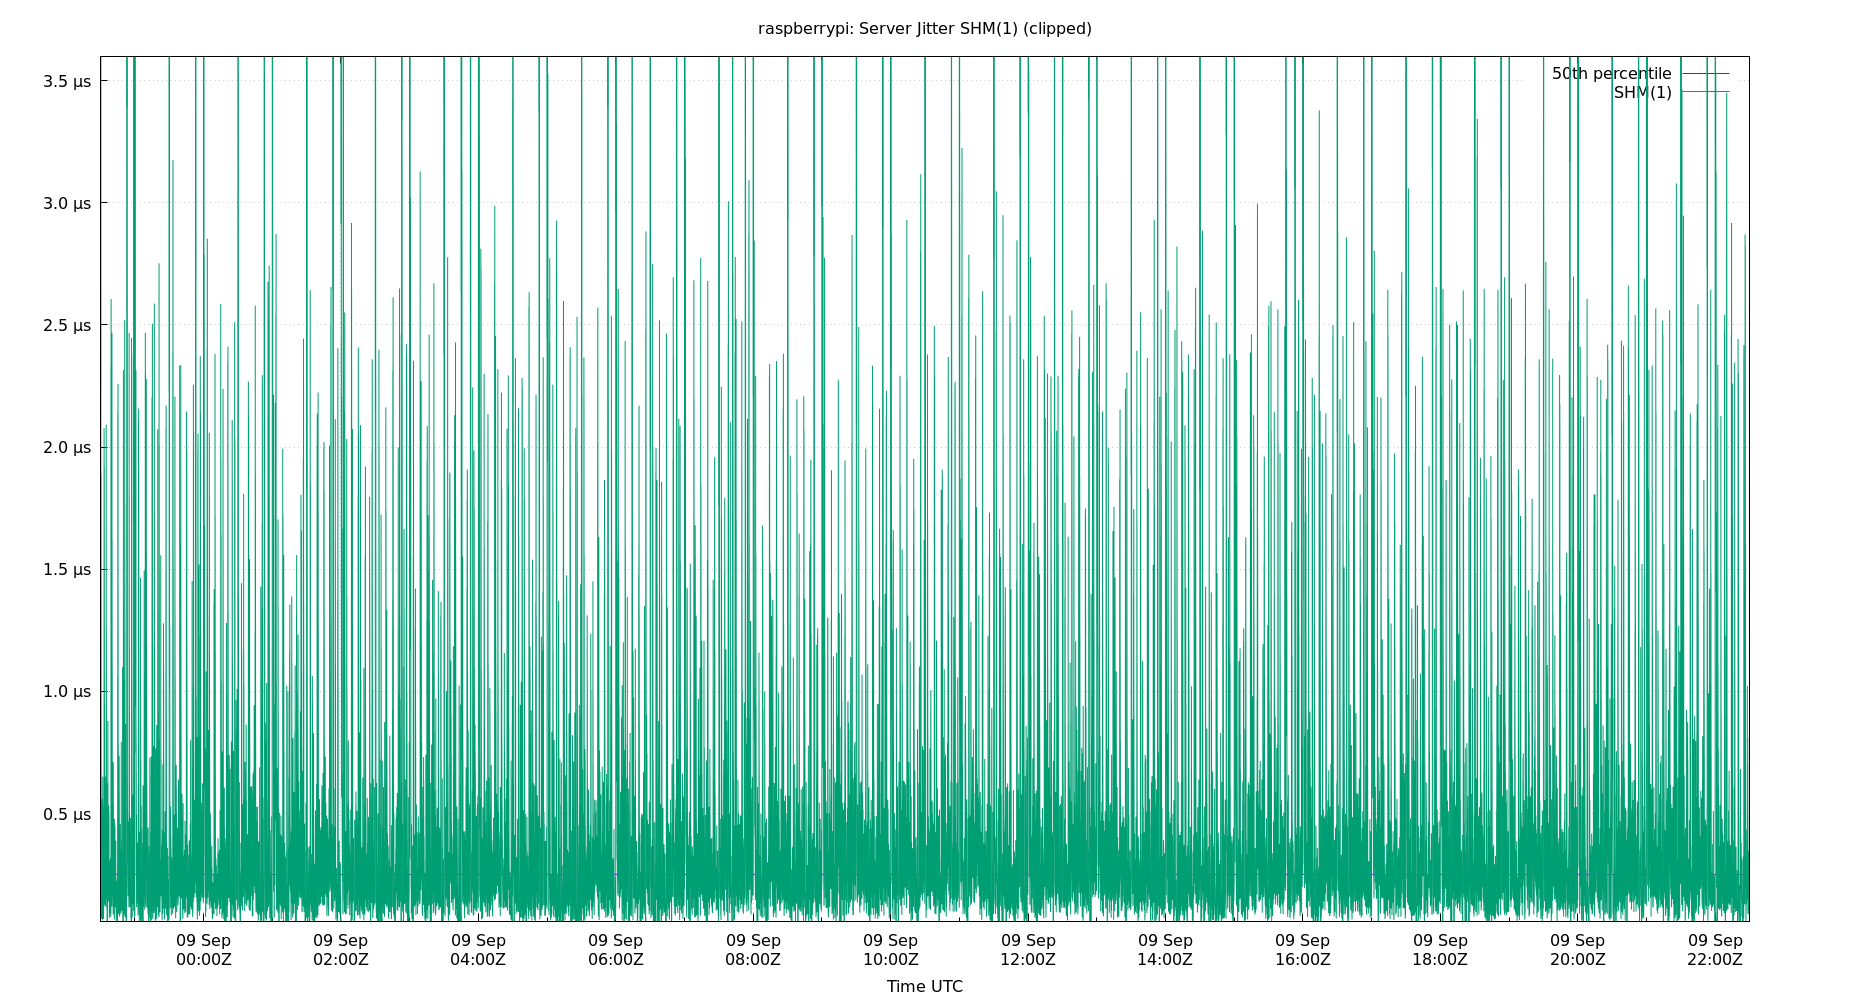 raspberrypi: Server Jitter SHM(1) (clipped)
50th percentile
SHM(1)
3.5 µs
3.0 µs
2.5 µs
2.0 µs
1.5 µs
1.0 µs
0.5 µs
09 Sep 09 Sep 09 Sep 09 Sep 09 Sep 09 Sep 09 Sep 09 Sep 09 Sep 09 Sep 09 Sep 09 Sep
00:00Z 02:00Z 04:00Z 06:00Z 08:00Z 10:00Z 12:00Z 14:00Z 16:00Z 18:00Z 20:00Z 22:00Z
Time UTC